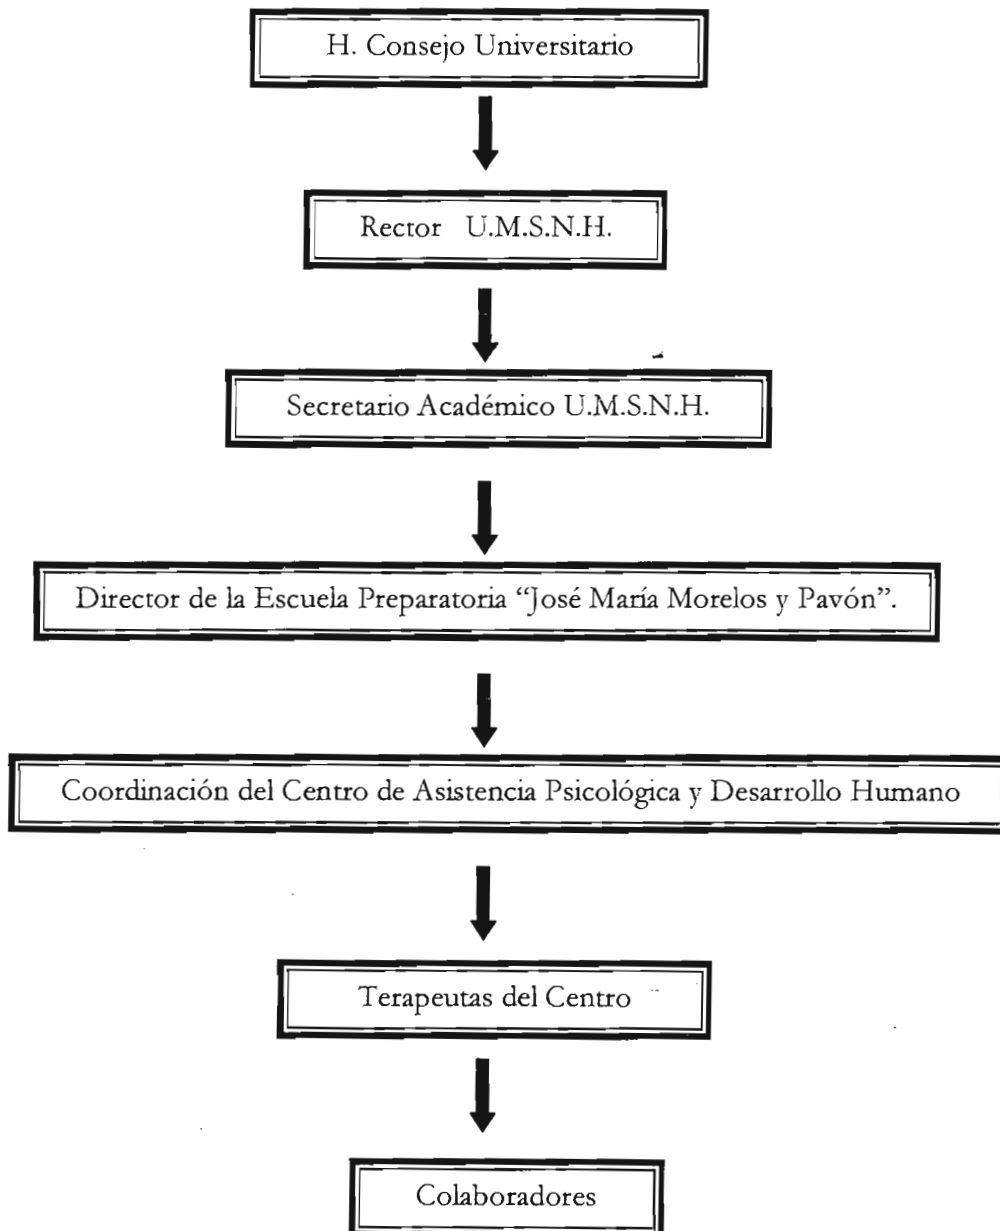 H. Consejo Universitario
Rector U.M.S.N.H.
Secretario Académico U.M.S.N.H.
Director de la Escuela Preparatoria “José María Morelos y Pavón”.
Coordinación del Centro de Asistencia Psicológica y Desarrollo Humano
Terapeutas del Centro
Colaboradores